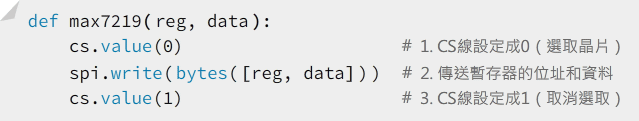 def max7219(reg, data):
    cs.value(0)                    # 1. CS線設定成0（選取晶片）
    spi.write(bytes([reg, data]))  # 2. 傳送暫存器的位址和資料
    cs.value(1)                    # 3. CS線設定成1（取消選取）